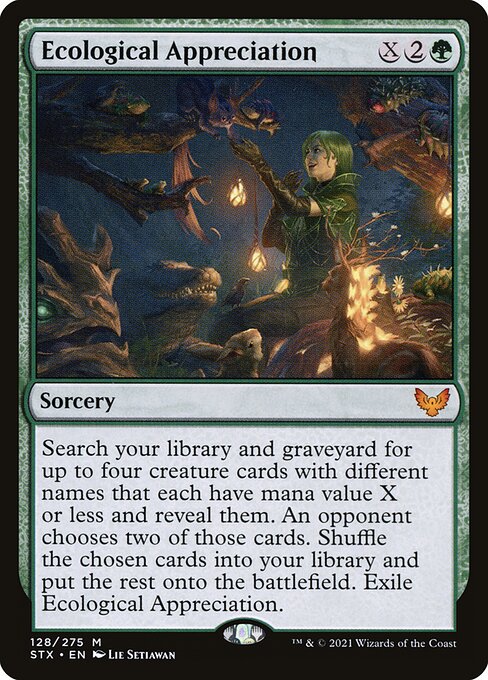 Ecological Appreciation X 2
Sorcery
Search your library and graveyard for
up to four creature cards with different
names that each have mana value X
or less and reveal them. An opponent
chooses two of those cards. Shuffle
the chosen cards into your library and
put the rest onto the battlefield. Exile
Ecological Appreciation.
128/275 M
STX • EN Lie Setiawan
™ & © 2021 Wizards of the Coast